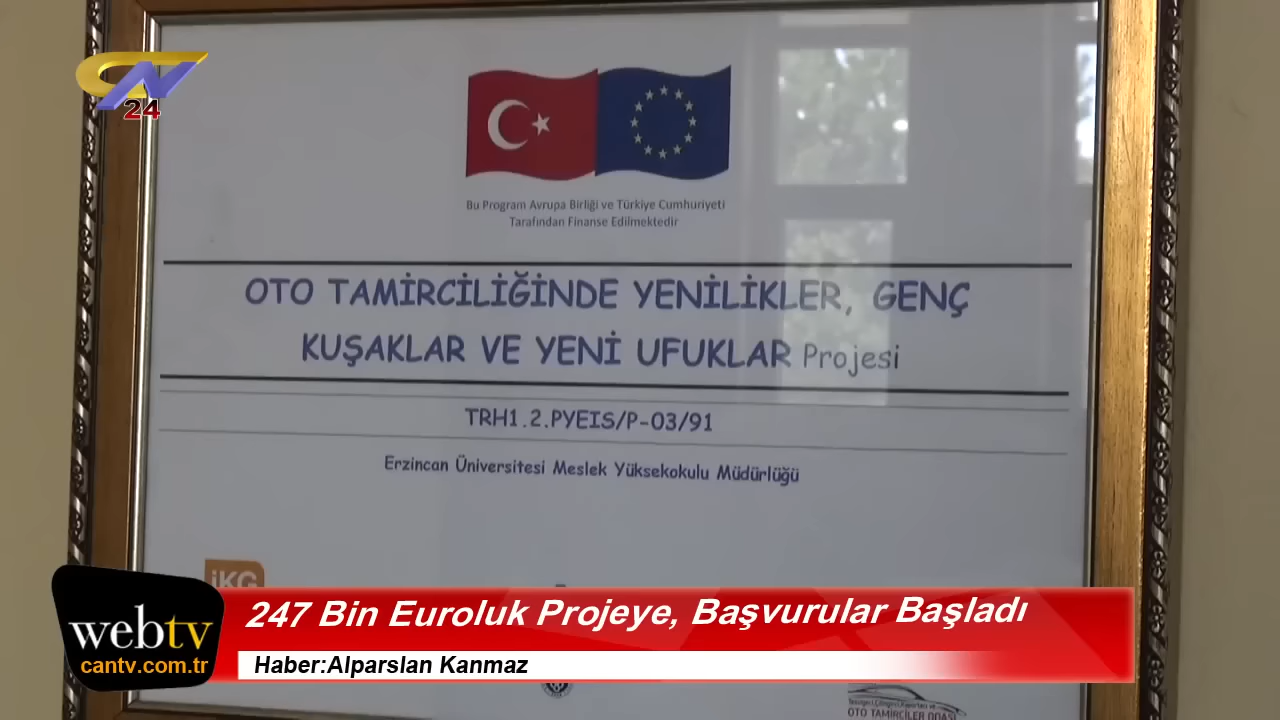 24
Bu Program Avrupa Birliği ve Türkiye Cumhuriyeti
Tarafından Finanse Edilmektedir
OTO TAMİRCİLİĞİNDE YENİLİKLER, GENÇ
KUŞAKLAR VE YENİ UFUKLAR Projesi
TRH1.2.PYEIS/P-03/91
Erzincan Üniversitesi Meslek Yüksekokulu Müdürlüğü
İKG
247 Bin Euroluk Projeye, Başvurular Başladı
webtv
cantv.com.tr
Haber:Alparslan Kanmaz
OTO TAMİRCİLER ODASI